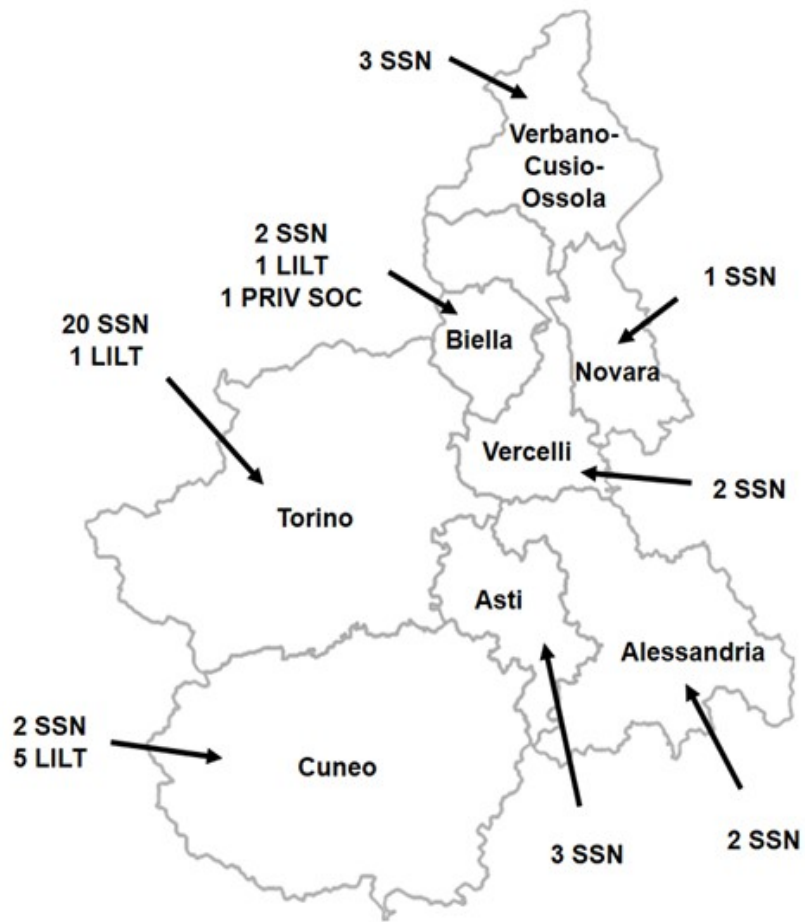 3 SSN
Verbano-
Cusio-
Ossola
2 SSN
1 LILT
1 PRIV SOC
1 SSN
20 SSN
1 LILT
Biella
Novara
Vercelli
2 SSN
Torino
Asti
Alessandria
2 SSN
5 LILT
Cuneo
3 SSN
2 SSN